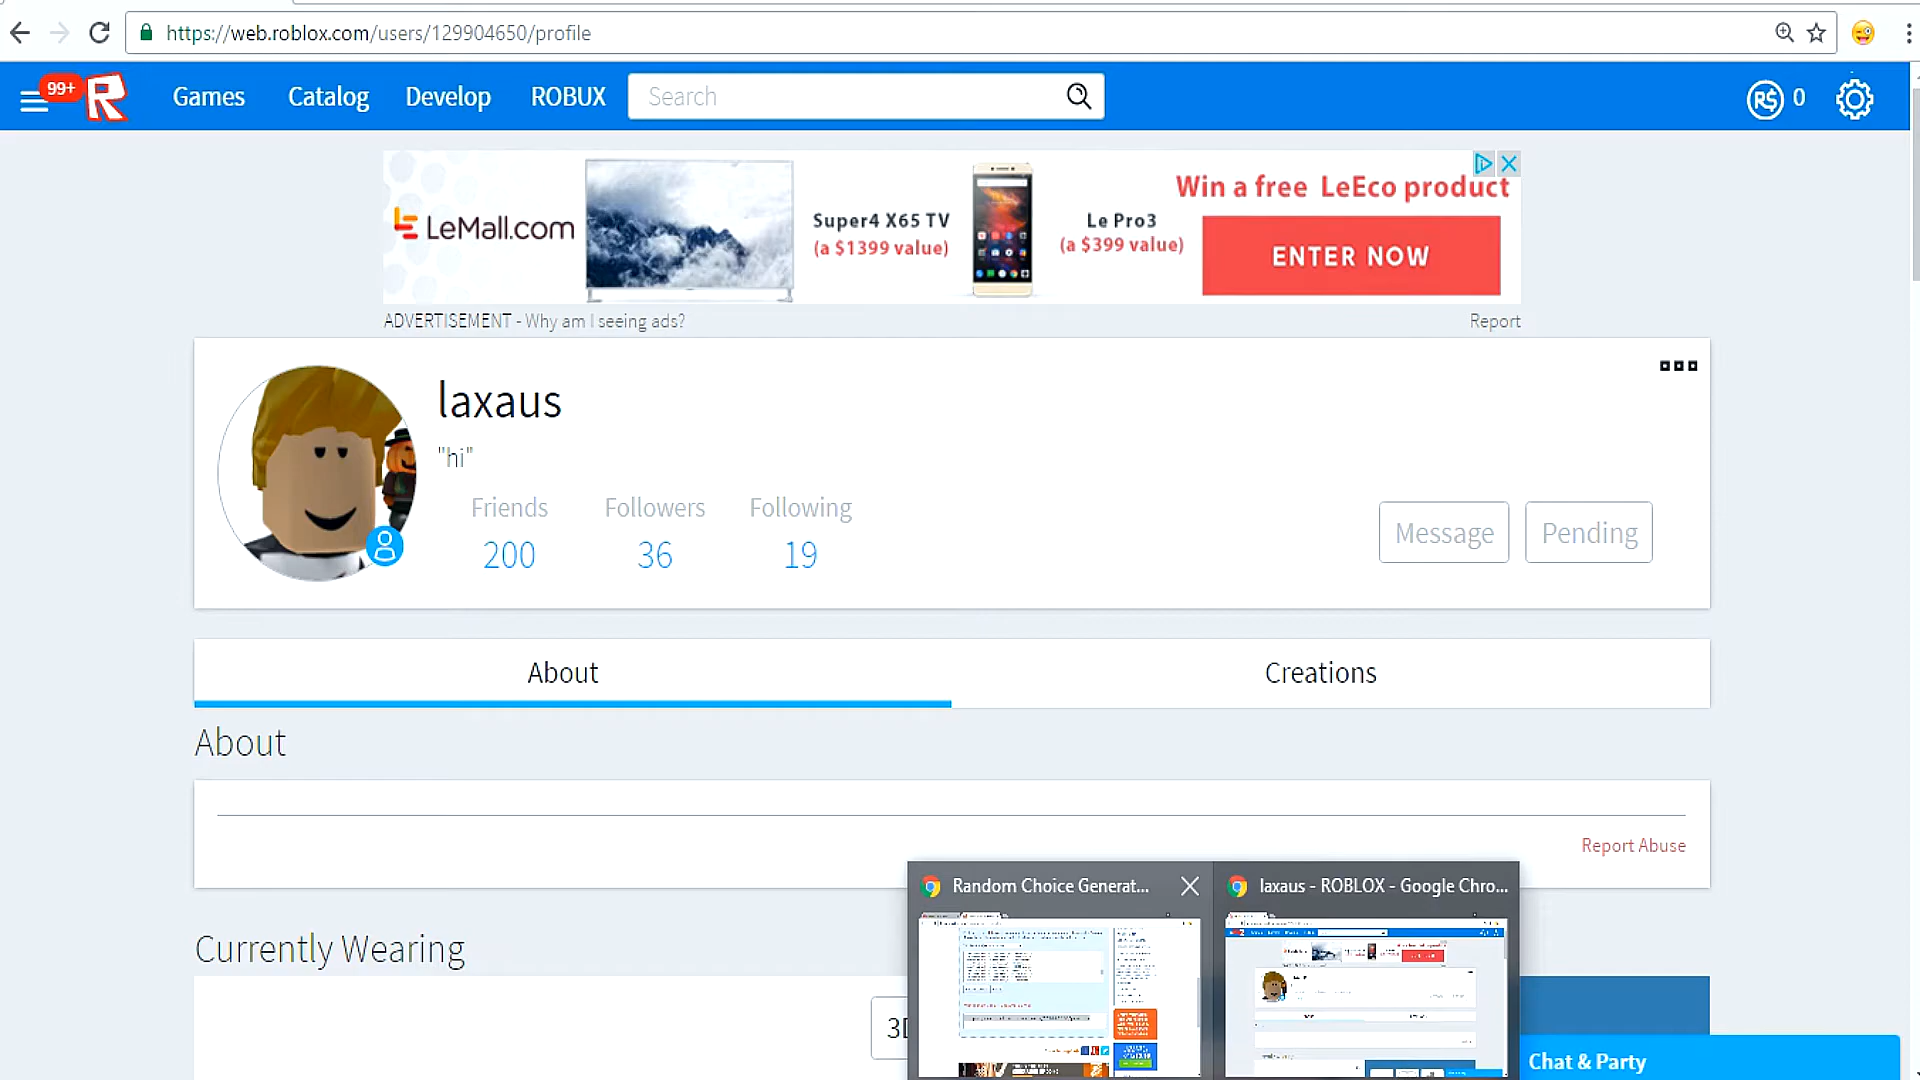 https://web.roblox.com/users/129904650/profile
99+
Games
Catalog
Develop
ROBUX
Search
R$ 0
LeMall.com
Super4 X65 TV
(a $1399 value)
Le Pro3
(a $399 value)
Win a free LeEco product
ENTER NOW
ADVERTISEMENT - Why am I seeing ads?
Report
laxaus
"hi"
Friends
Followers
Following
200
36
19
Message
Pending
About
Creations
About
Report Abuse
Currently Wearing
3D
Random Choice Generat...
laxaus - ROBLOX - Google Chro...
Chat & Party